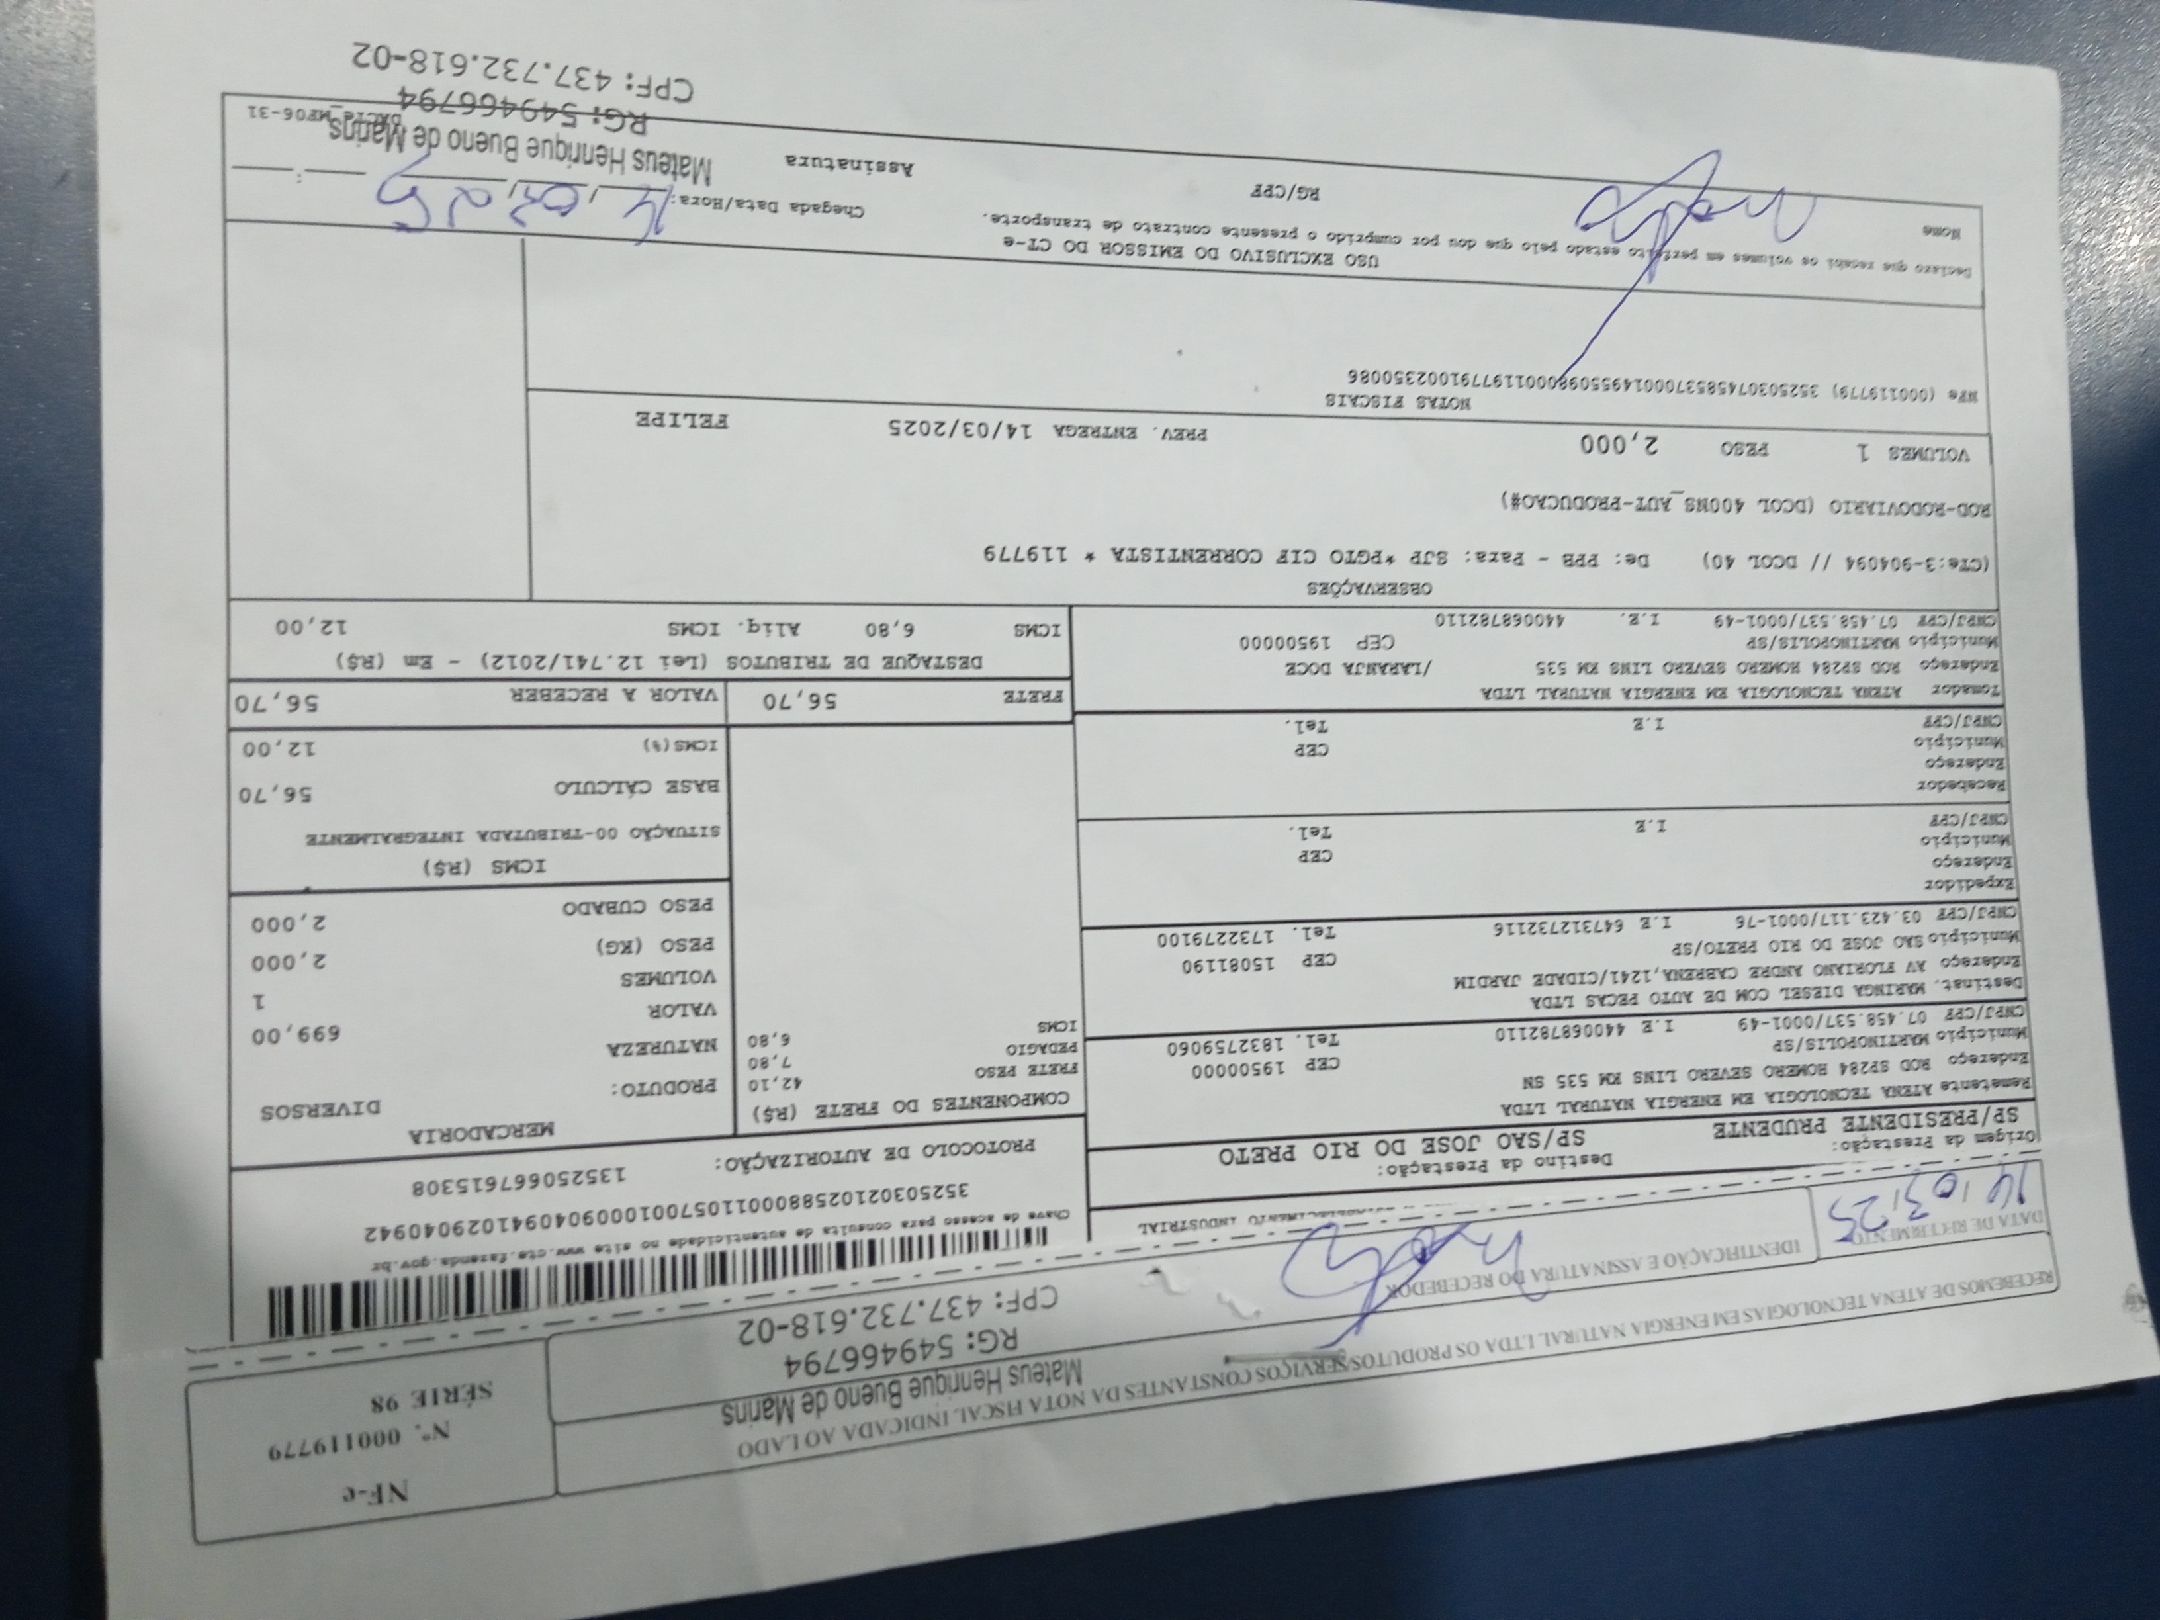 RECEBEMOS DE ATENA TECNOLOGIAS EM ENERGIA NATURAL LTDA OS PRODUTOS/SERVIÇOS CONSTANTES DA NOTA FISCAL INDICADA AO LADO
NF-e
Nº. 000119779
SÉRIE 98
DATA DE RECEBIMENTO
14/03/25
IDENTIFICAÇÃO E ASSINATURA DO RECEBEDOR
Mateus Henrique Bueno de Marins
RG: 549466794
CPF: 437.732.618-02
INDUSTRIAL
Chave de acesso para consulta de autenticidade no site www.cte.fazenda.gov.br
PROTOCOLO DE AUTORIZAÇÃO: 135250667615308
Origem da Prestação:
SP/PRESIDENTE PRUDENTE
Destino da Prestação:
SP/SAO JOSE DO RIO PRETO
Remetente ATENA TECNOLOGIA EM ENERGIA NATURAL LTDA
Endereço ROD SP284 HOMERO SEVERO LINS KM 535 SN
Município MARTINOPOLIS/SP CEP 19500000
CNPJ/CPF 07.458.537/0001-49 I.E 440068782110 Tel. 1832759060
Destinat. MARINGA DIESEL COM DE AUTO PECAS LTDA
Endereço AV FLORIANO ANDRE CABRERA,1241/CIDADE JARDIM
Município SAO JOSE DO RIO PRETO/SP CEP 15081190
CNPJ/CPF 03.423.117/0001-76 I.E 647312732116 Tel. 1732279100
Expedidor
Endereço
Município CEP
CNPJ/CPF I.E Tel.
Recebedor
Endereço
Município CEP
CNPJ/CPF I.E Tel.
Tomador ATENA TECNOLOGIA EM ENERGIA NATURAL LTDA
Endereço ROD SP284 HOMERO SEVERO LINS KM 535 /LARANJA DOCE
Município MARTINOPOLIS/SP CEP 19500000
CNPJ/CPF 07.458.537/0001-49 I.E. 440068782110
COMPONENTES DO FRETE (R$)
FRETE PESO 42,10
PEDAGIO 7,80
ICMS 6,80
MERCADORIA
PRODUTO: DIVERSOS
NATUREZA
VALOR 699,00
VOLUMES 1
PESO (KG) 2,000
PESO CUBADO 2,000
ICMS (R$)
SITUAÇÃO 00-TRIBUTADA INTEGRALMENTE
BASE CÁLCULO 56,70
ICMS(%) 12,00
FRETE 56,70 VALOR A RECEBER 56,70
DESTAQUE DE TRIBUTOS (Lei 12.741/2012) - Em (R$)
ICMS 6,80 Aliq. ICMS 12,00
OBSERVAÇÕES
(CTe:3-904094 // DCOL 40) De: PPB - Para: SJP *PGTO CIF CORRENTISTA * 119779
ROD-RODOVIARIO (DCOL 400NS_AUT-PRODUCAO#)
VOLUMES 1 PESO 2,000 PREV. ENTREGA 14/03/2025 FELIPE
NOTAS FISCAIS
NFe (000119779)
USO EXCLUSIVO DO EMISSOR DO CT-e
Declaro que recebi os volumes em perfeito estado pelo que dou por cumprido o presente contrato de transporte.
Nome RG/CPF Assinatura Chegada Data/Hora: 14/03/25
Mateus Henrique Bueno de Marins
RG: 549466794
CPF: 437.732.618-02